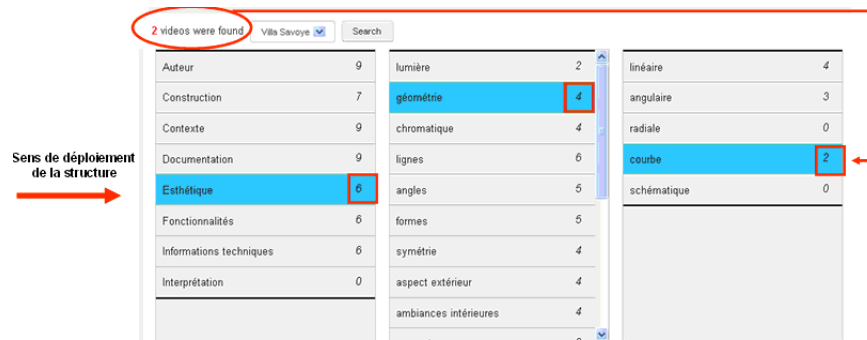 2 videos were found
Villa Savoye
Search
Auteur 9
Construction 7
Contexte 9
Documentation 9
Esthétique 6
Fonctionnalités 6
Informations techniques 6
Interprétation 0
lumière 2
géométrie 4
chromatique 4
lignes 6
angles 5
formes 5
symétrie 4
aspect extérieur 4
ambiances intérieures 4
linéaire 4
angulaire 3
radiale 0
courbe 2
schématique 0
Sens de déploiement
de la structure